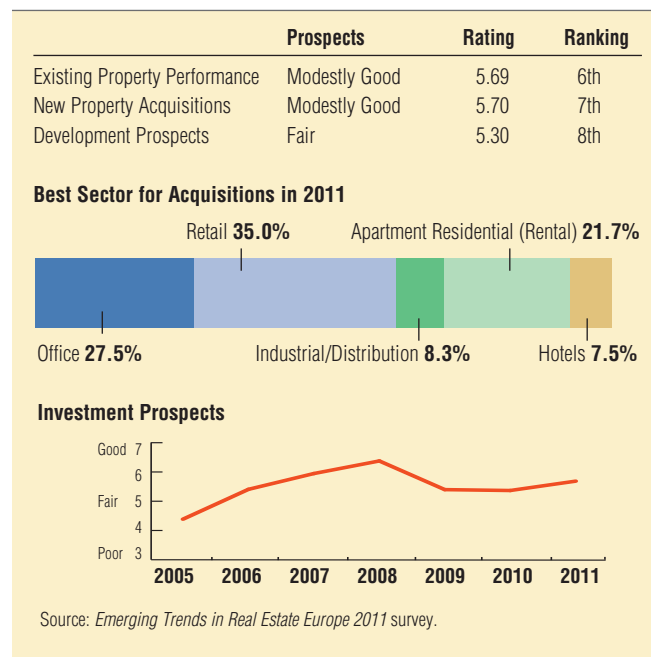 Prospects Rating Ranking
Existing Property Performance Modestly Good 5.69 6th
New Property Acquisitions Modestly Good 5.70 7th
Development Prospects Fair 5.30 8th
Best Sector for Acquisitions in 2011
Retail 35.0% Apartment Residential (Rental) 21.7%
Office 27.5% Industrial/Distribution 8.3% Hotels 7.5%
Investment Prospects
Good 7
6
Fair 5
4
Poor 3
2005 2006 2007 2008 2009 2010 2011
Source: Emerging Trends in Real Estate Europe 2011 survey.